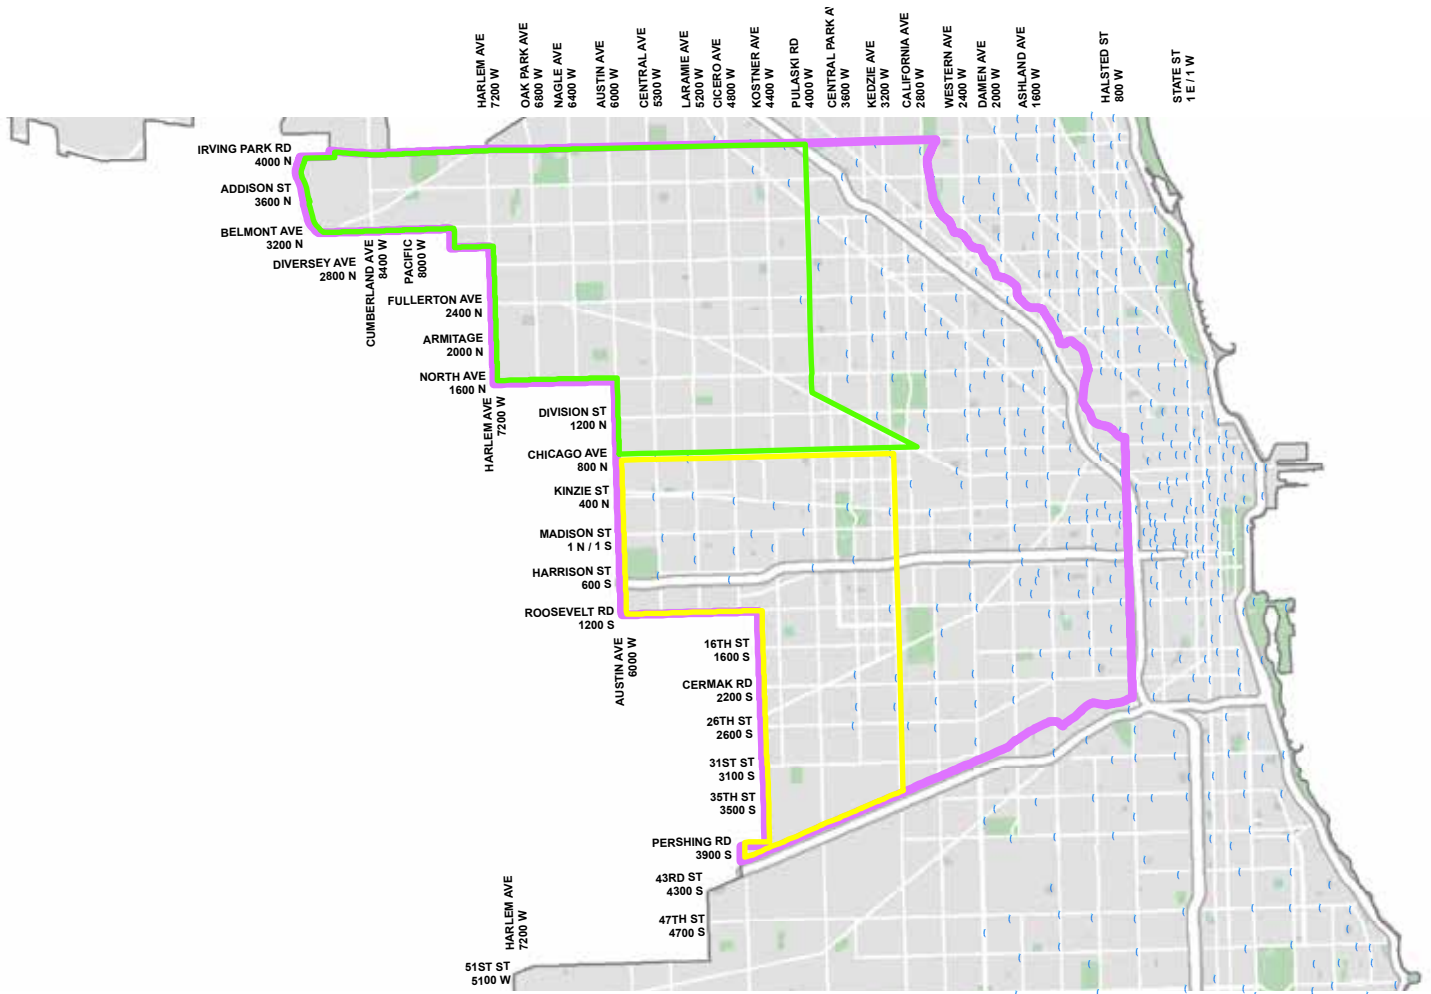 HARLEM AVE
7200 W
OAK PARK AVE
6800 W
NAGLE AVE
6400 W
AUSTIN AVE
6000 W
CENTRAL AVE
5300 W
LARAMIE AVE
5200 W
CICERO AVE
4800 W
KOSTNER AVE
4400 W
PULASKI RD
4000 W
CENTRAL PARK AV
3600 W
KEDZIE AVE
3200 W
CALIFORNIA AVE
2800 W
WESTERN AVE
2400 W
DAMEN AVE
2000 W
ASHLAND AVE
1600 W
HALSTED ST
800 W
STATE ST
1 E / 1 W
IRVING PARK RD
4000 N
ADDISON ST
3600 N
BELMONT AVE
3200 N
DIVERSEY AVE
2800 N
CUMBERLAND AVE
8400 W
PACIFIC
8000 W
FULLERTON AVE
2400 N
ARMITAGE
2000 N
NORTH AVE
1600 N
HARLEM AVE
7200 W
DIVISION ST
1200 N
CHICAGO AVE
800 N
KINZIE ST
400 N
MADISON ST
1 N / 1 S
HARRISON ST
600 S
ROOSEVELT RD
1200 S
AUSTIN AVE
6000 W
16TH ST
1600 S
CERMAK RD
2200 S
26TH ST
2600 S
31ST ST
3100 S
35TH ST
3500 S
PERSHING RD
3900 S
43RD ST
4300 S
47TH ST
4700 S
HARLEM AVE
7200 W
51ST ST
5100 W